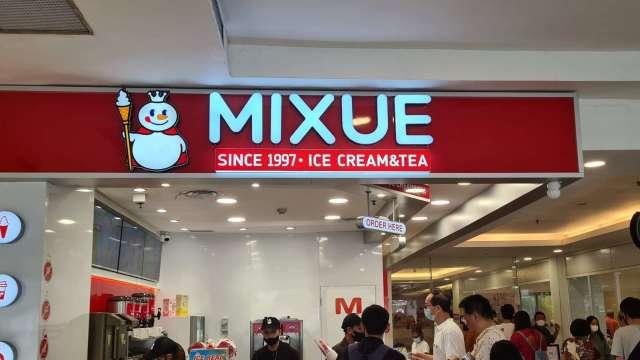 MIXUE
SINCE 1997 • ICE CREAM&TEA
ORDER HERE
M